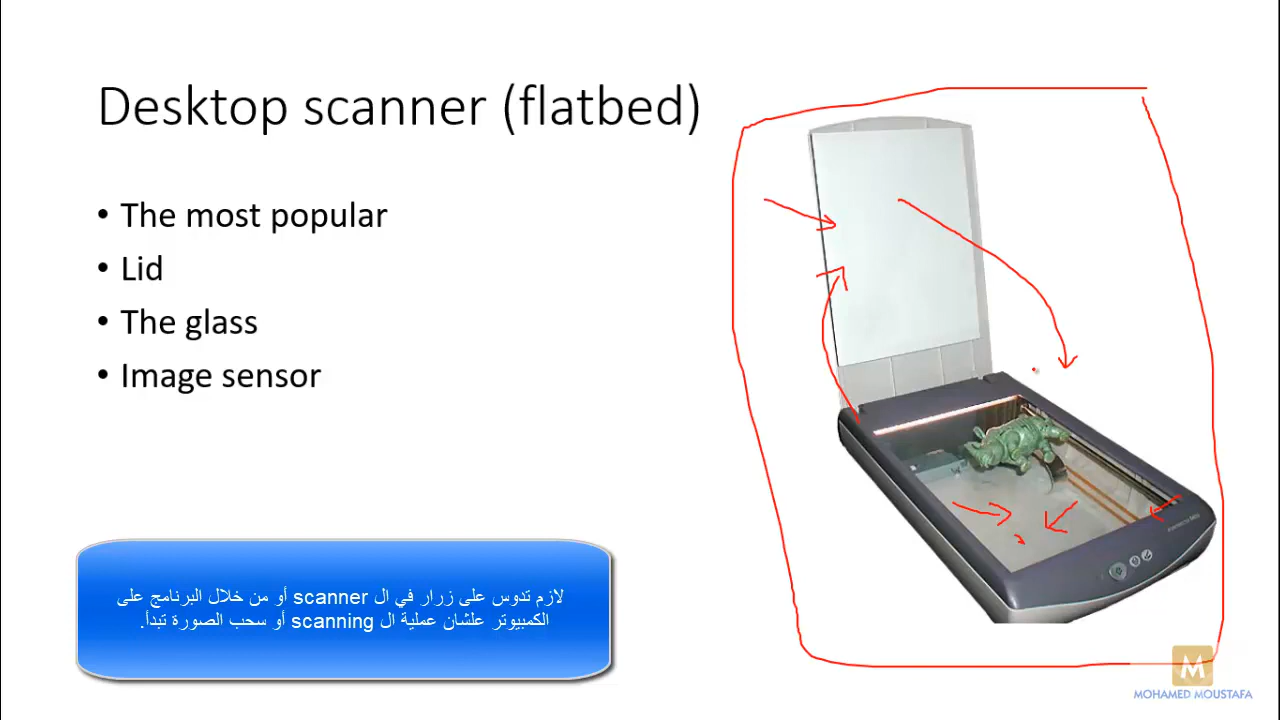 Desktop scanner (flatbed)
• The most popular
• Lid
• The glass
• Image sensor
لازم تدوس على زرار في ال scanner أو من خلال البرنامج على
الكمبيوتر علشان عملية ال scanning أو سحب الصورة تبدأ.
M
MOHAMED MOUSTAFA